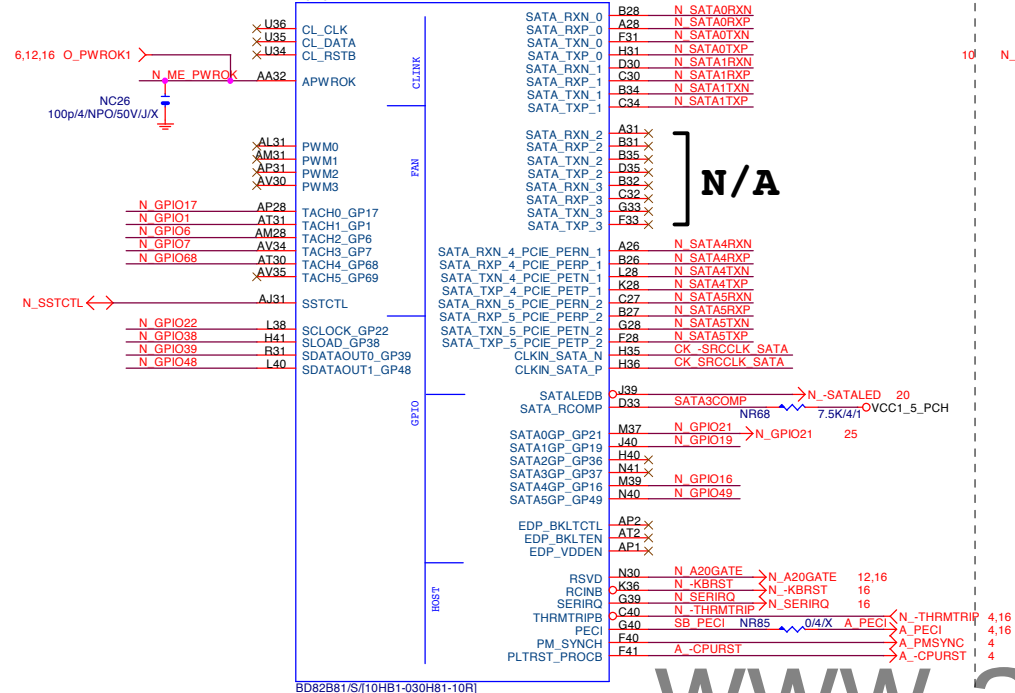 U36 CL_CLK
U35 CL_DATA
U34 CL_RSTB
6,12,16 O_PWROK1
N_ME_PWROK AA32 APWROK
NC26
100p/4/NPO/50V/J/X
CLINK
AL31 PWM0
AM31 PWM1
AP31 PWM2
AV30 PWM3
FAN
N_GPIO17 AP28 TACH0_GP17
N_GPIO1 AT31 TACH1_GP1
N_GPIO6 AM28 TACH2_GP6
N_GPIO7 AV34 TACH3_GP7
N_GPIO68 AT30 TACH4_GP68
AV35 TACH5_GP69
N_SSTCTL AJ31 SSTCTL
N_GPIO22 L38 SCLOCK_GP22
N_GPIO38 H41 SLOAD_GP38
N_GPIO39 R31 SDATAOUT0_GP39
N_GPIO48 L40 SDATAOUT1_GP48
GPIO
HOST
SATA_RXN_0 B28 N_SATA0RXN
SATA_RXP_0 A28 N_SATA0RXP
SATA_TXN_0 F31 N_SATA0TXN
SATA_TXP_0 H31 N_SATA0TXP
SATA_RXN_1 D30 N_SATA1RXN
SATA_RXP_1 C30 N_SATA1RXP
SATA_TXN_1 B34 N_SATA1TXN
SATA_TXP_1 C34 N_SATA1TXP
10 N_
SATA_RXN_2 A31
SATA_RXP_2 B31
SATA_TXN_2 B35
SATA_TXP_2 D35
SATA_RXN_3 B32
SATA_RXP_3 C32
SATA_TXN_3 G33
SATA_TXP_3 F33
N/A
SATA_RXN_4_PCIE_PERN_1 A26 N_SATA4RXN
SATA_RXP_4_PCIE_PERP_1 B26 N_SATA4RXP
SATA_TXN_4_PCIE_PETN_1 L28 N_SATA4TXN
SATA_TXP_4_PCIE_PETP_1 K28 N_SATA4TXP
SATA_RXN_5_PCIE_PERN_2 C27 N_SATA5RXN
SATA_RXP_5_PCIE_PERP_2 B27 N_SATA5RXP
SATA_TXN_5_PCIE_PETN_2 G28 N_SATA5TXN
SATA_TXP_5_PCIE_PETP_2 F28 N_SATA5TXP
CLKIN_SATA_N H35 CK_-SRCCLK_SATA
CLKIN_SATA_P H36 CK_SRCCLK_SATA
SATALEDB J39 N_-SATALED 20
SATA_RCOMP D33 SATA3COMP NR68 7.5K/4/1 VCC1_5_PCH
SATA0GP_GP21 M37 N_GPIO21 N_GPIO21 25
SATA1GP_GP19 J40 N_GPIO19
SATA2GP_GP36 H40
SATA3GP_GP37 N41
SATA4GP_GP16 M39 N_GPIO16
SATA5GP_GP49 N40 N_GPIO49
EDP_BKLTCTL AP2
EDP_BKLTEN AT2
EDP_VDDEN AP1
RSVD N30 N_A20GATE N_A20GATE 12,16
RCINB K36 N_-KBRST N_-KBRST 16
SERIRQ G39 N_SERIRQ N_SERIRQ 16
THRMTRIPB C40 N_-THRMTRIP N_-THRMTRIP 4,16
PECI G40 SB_PECI NR85 0/4/X A_PECI A_PECI 4,16
PM_SYNCH F40 A_PMSYNC 4
PLTRST_PROCB F41 A_-CPURST A_-CPURST 4
BD82B81/S/[10HB1-030H81-10R]